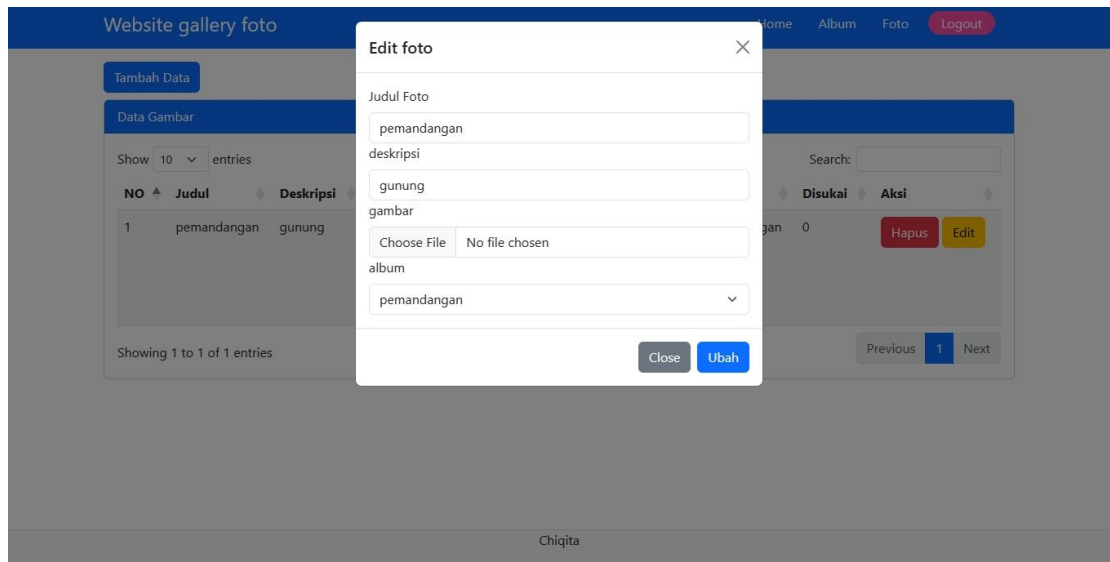 Website gallery foto
Home Album Foto Logout
Edit foto
Tambah Data
Data Gambar
Judul Foto
pemandangan
deskripsi
gunung
gambar
Choose File No file chosen
album
pemandangan
Close Ubah
Show 10 entries
Search:
NO Judul Deskripsi Disukai Aksi
1 pemandangan gunung 0 Hapus Edit
Showing 1 to 1 of 1 entries
Previous 1 Next
Chiqita